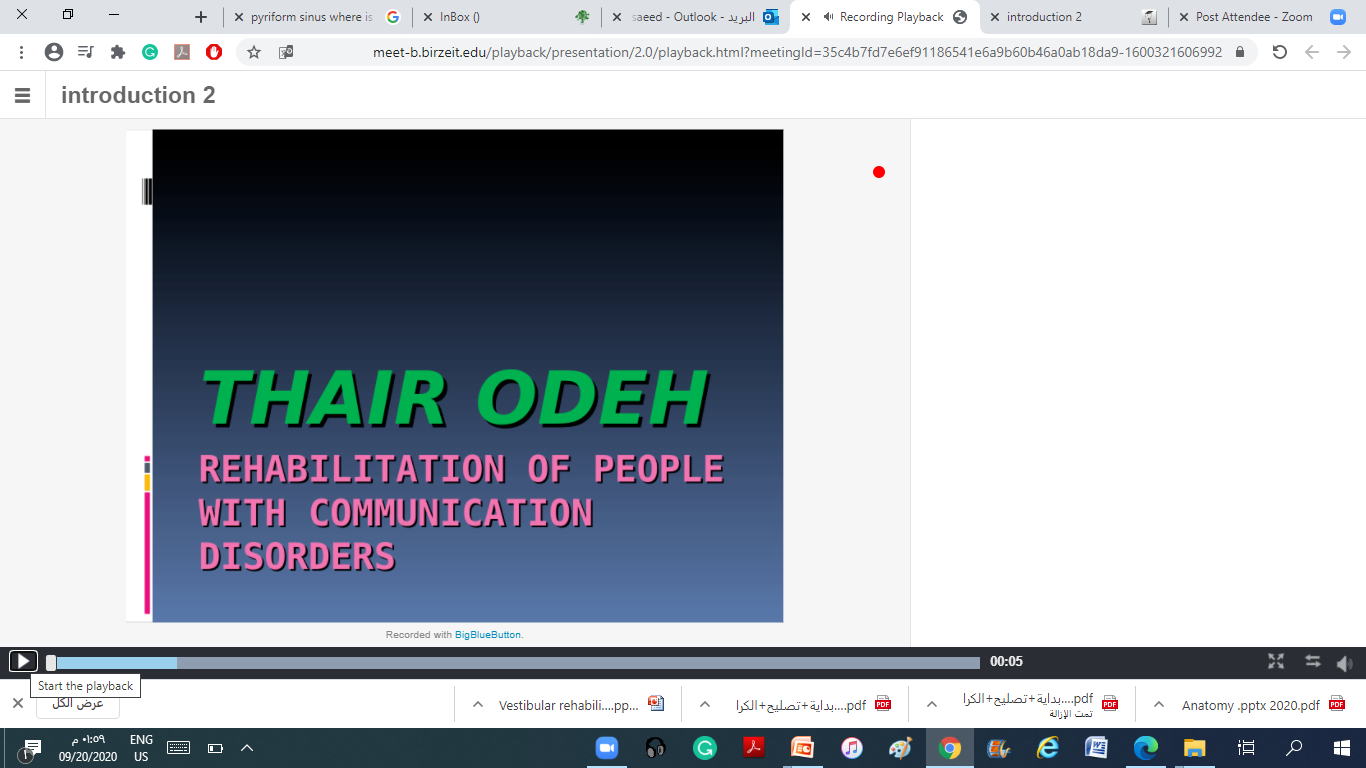 pyriform sinus where is
InBox ()
saeed - Outlook - البريد
Recording Playback
introduction 2
Post Attendee - Zoom
meet-b.birzeit.edu/playback/presentation/2.0/playback.html?meetingId=35c4b7fd7e6ef91186541e6a9b60b46a0ab18da9-1600321606992
introduction 2
THAIR ODEH
REHABILITATION OF PEOPLE
WITH COMMUNICATION
DISORDERS
Recorded with BigBlueButton.
00:05
Start the playback
عرض الكل
Vestibular rehabili....pp...
بداية+تصليح+الكرا....pdf
بداية+تصليح+الكرا....pdf
تمت الإزالة
Anatomy .pptx 2020.pdf
٠١:٠٩ م
09/20/2020
ENG
US